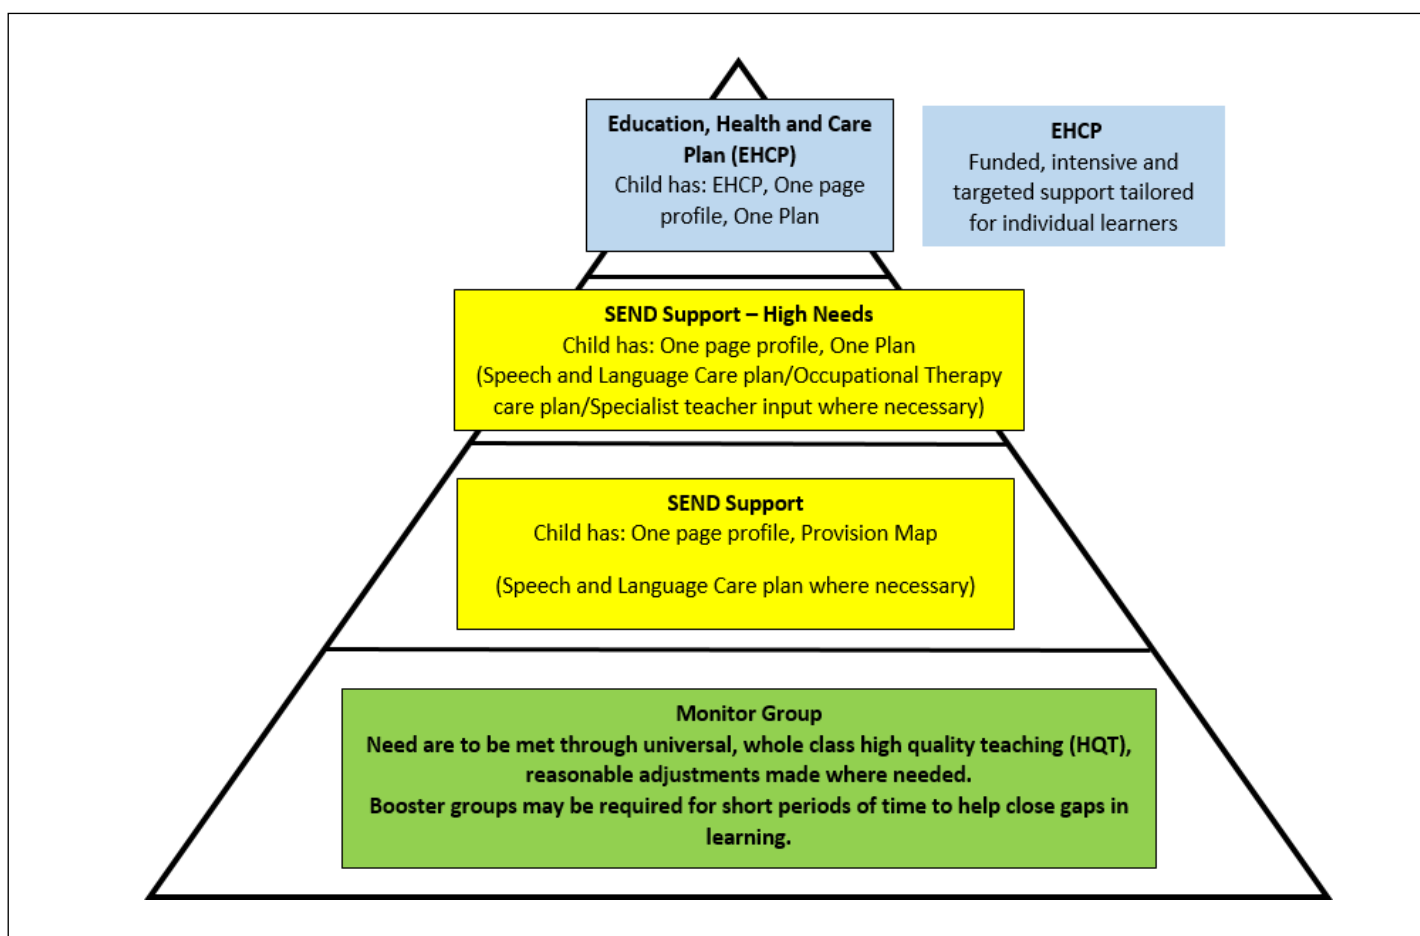 Education, Health and Care
Plan (EHCP)
Child has: EHCP, One page
profile, One Plan
EHCP
Funded, intensive and
targeted support tailored
for individual learners
SEND Support – High Needs
Child has: One page profile, One Plan
(Speech and Language Care plan/Occupational Therapy
care plan/Specialist teacher input where necessary)
SEND Support
Child has: One page profile, Provision Map
(Speech and Language Care plan where necessary)
Monitor Group
Need are to be met through universal, whole class high quality teaching (HQT),
reasonable adjustments made where needed.
Booster groups may be required for short periods of time to help close gaps in
learning.